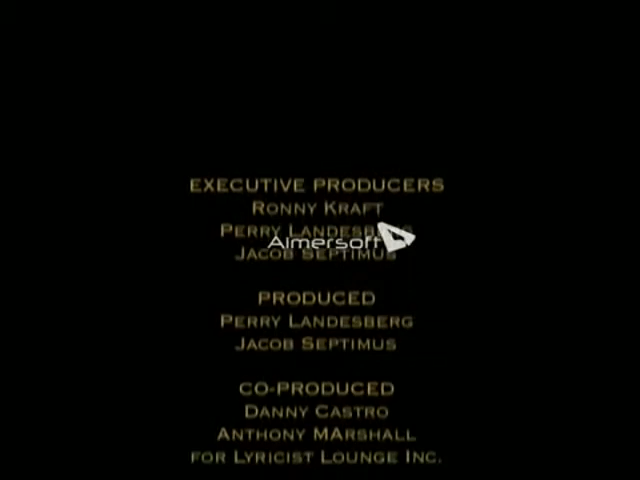 EXECUTIVE PRODUCERS
RONNY KRAFT
PERRY LANDESBERG
Aimersoft
JACOB SEPTIMUS
PRODUCED
PERRY LANDESBERG
JACOB SEPTIMUS
CO-PRODUCED
DANNY CASTRO
ANTHONY MARSHALL
FOR LYRICIST LOUNGE INC.